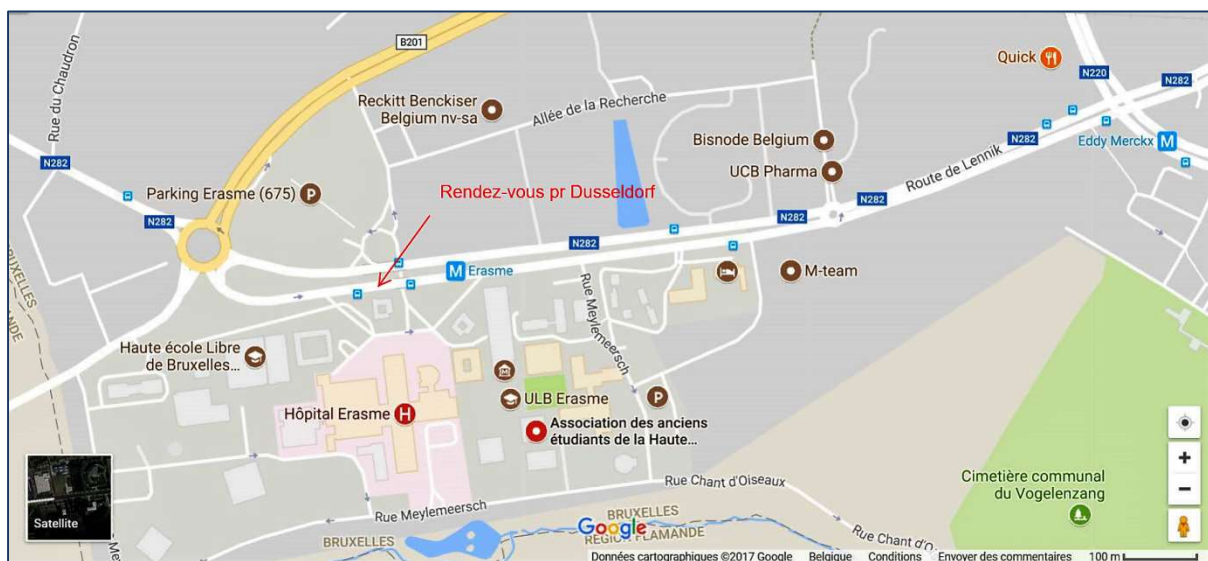 B201
Quick
N220
N282
Rue du Chaudron
Reckitt Benckiser
Belgium nv-sa
Allée de la Recherche
Bisnode Belgium
N282
Eddy Merckx
N282
UCB Pharma
Route de Lennik
Parking Erasme (675)
Rendez-vous pr Dusseldorf
N282
N282
N282
Erasme
M-team
BRUXELLES
FLAMANDE
Rue Meylemeersch
Haute école Libre
de Bruxelles...
ULB Erasme
Hôpital Erasme
Association des anciens
étudiants de la Haute...
Cimetière communal
du Vogelenzang
Rue Chant d'Oiseaux
Satellite
Rue Meylemeersch
BRUXELLES
Google
BRUXELLES
RÉGION FLAMANDE
Rue Chant d'O
Données cartographiques ©2017 Google Belgique Conditions Envoyer des commentaires 100 m